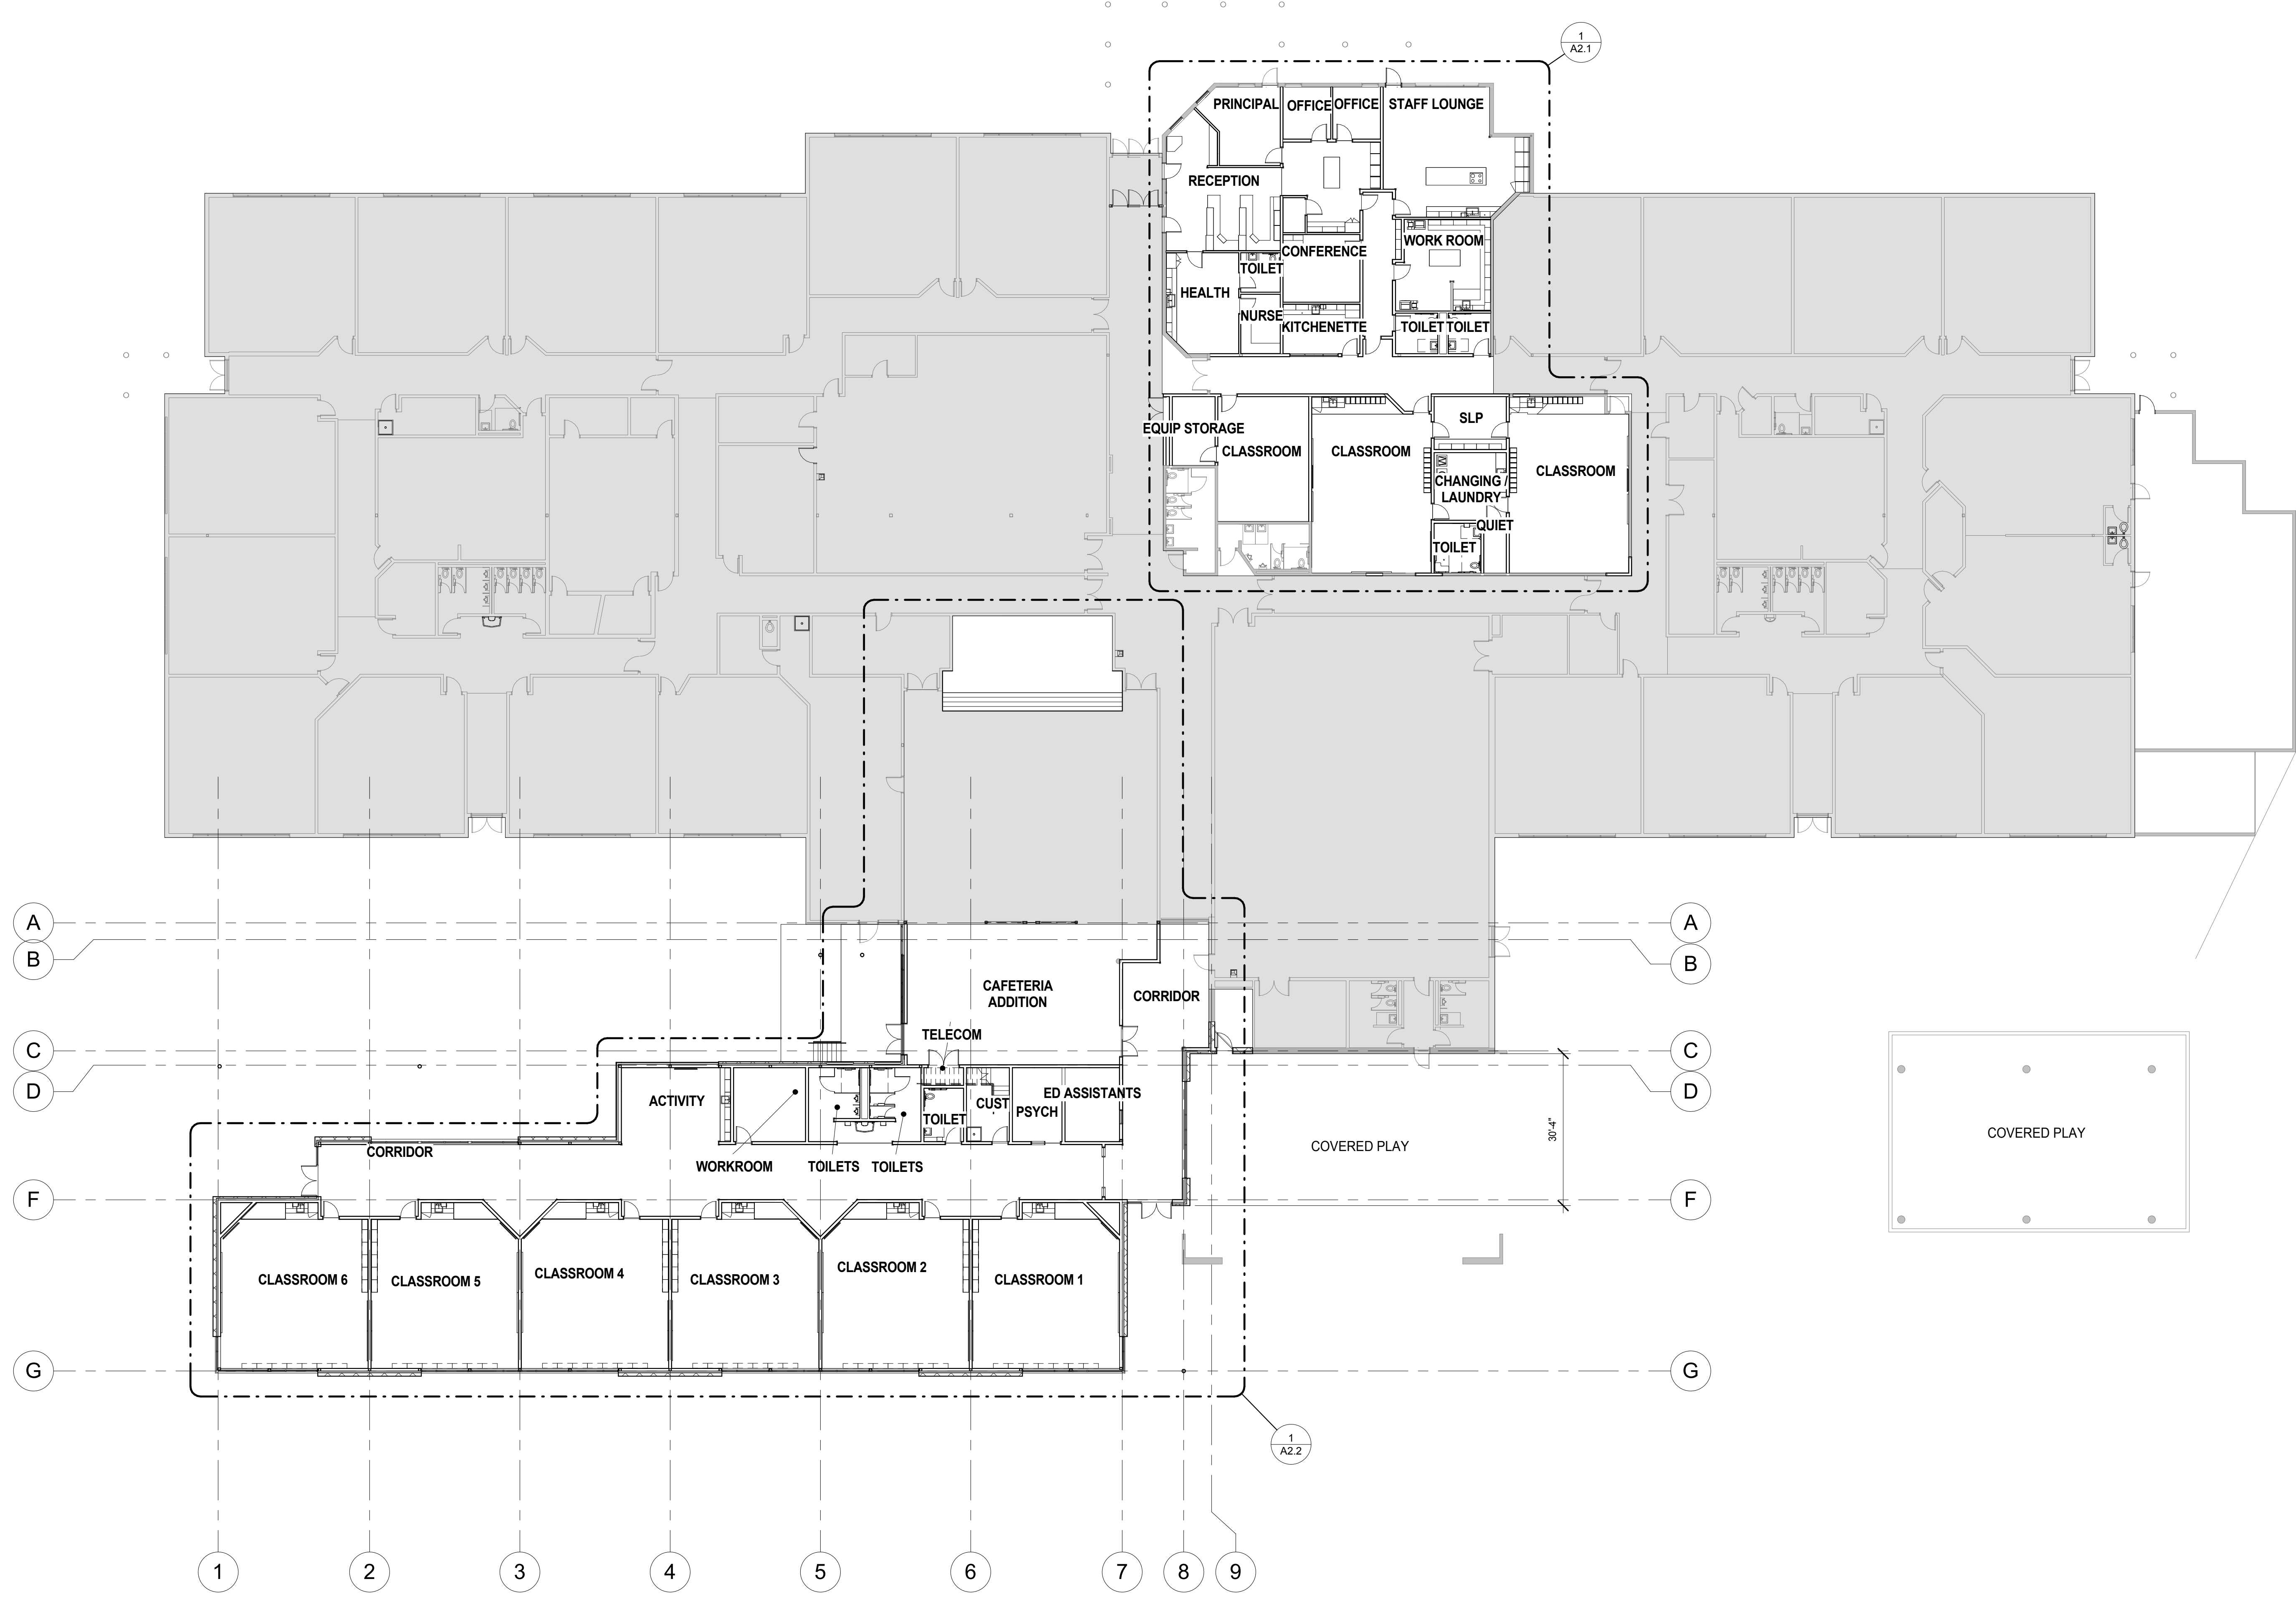 1
A2.1
PRINCIPAL
OFFICE
OFFICE
STAFF LOUNGE
RECEPTION
CONFERENCE
WORK ROOM
TOILET
HEALTH
NURSE
KITCHENETTE
TOILET
TOILET
EQUIP STORAGE
CLASSROOM
CLASSROOM
SLP
CLASSROOM
CHANGING /
LAUNDRY
QUIET
TOILET
A
A
B
B
CAFETERIA
ADDITION
CORRIDOR
TELECOM
C
C
D
D
ACTIVITY
CUST
PSYCH
ED ASSISTANTS
TOILET
CORRIDOR
WORKROOM
TOILETS
TOILETS
COVERED PLAY
30'-4"
COVERED PLAY
F
F
CLASSROOM 6
CLASSROOM 5
CLASSROOM 4
CLASSROOM 3
CLASSROOM 2
CLASSROOM 1
G
G
1
A2.2
1
2
3
4
5
6
7
8
9